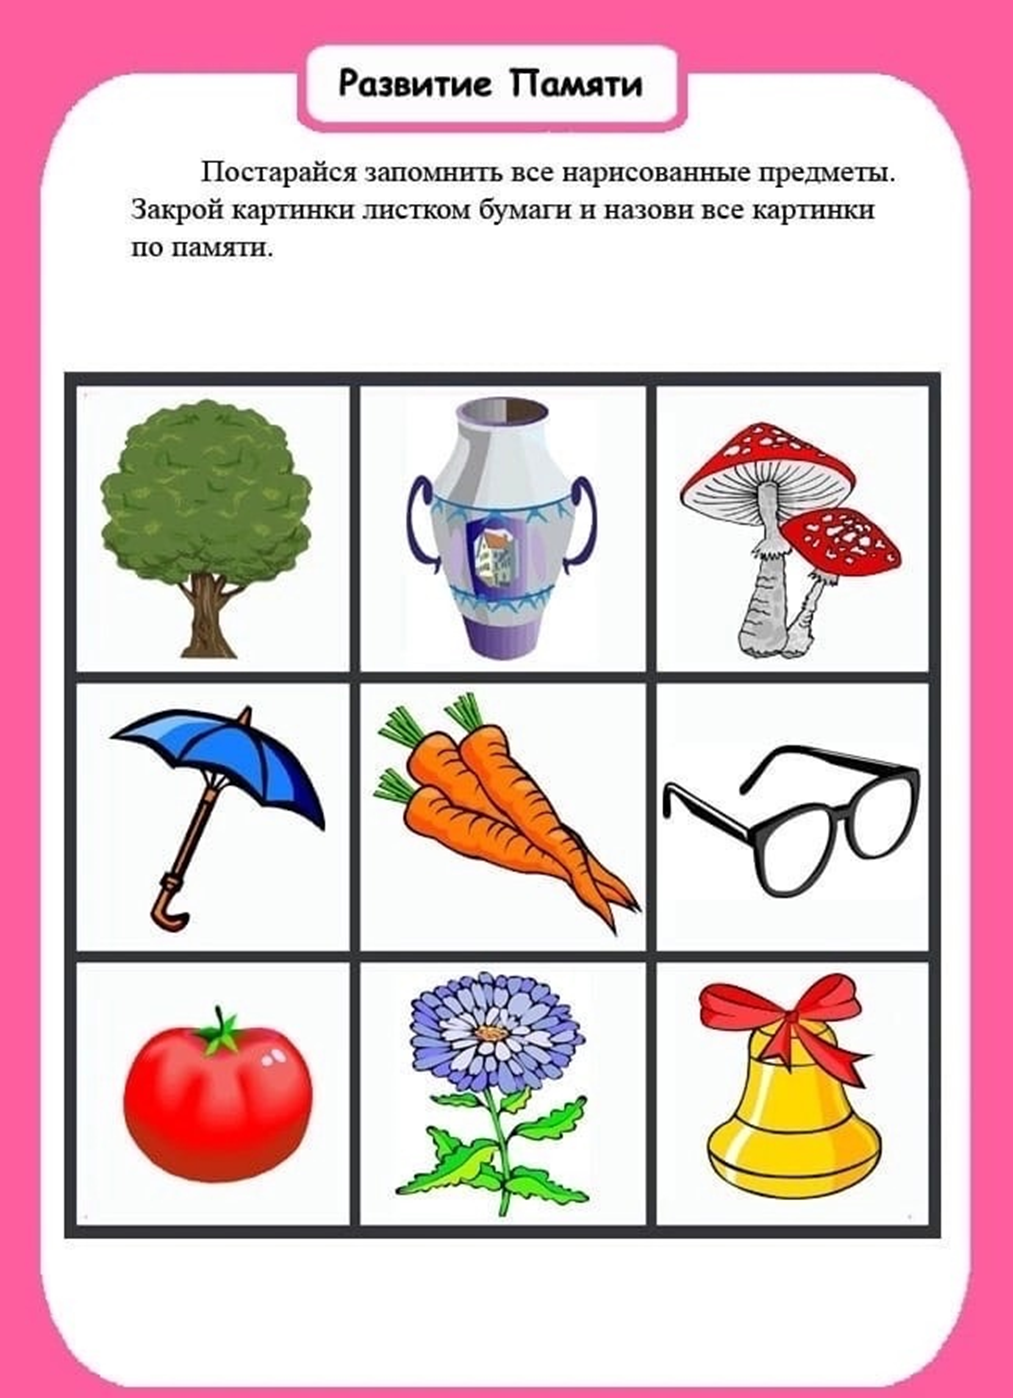 Развитие Памяти
Постарайся запомнить все нарисованные предметы.
Закрой картинки листком бумаги и назови все картинки
по памяти.